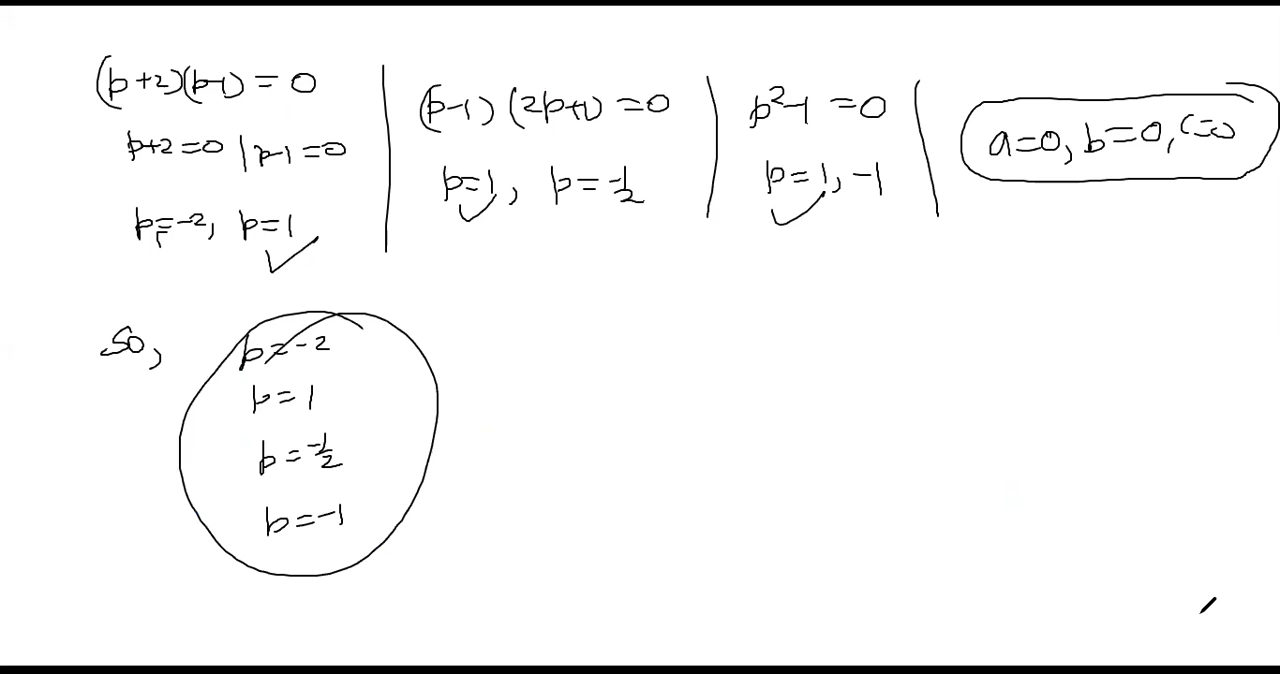 (p+2)(p-1) = 0
p+2=0 | p-1=0
p=-2, p=1
(p-1) (2p+1) =0
p=1, p=-1/2
p²-1 =0
p=1, -1
a=0, b=0, c=0
So, p=-2
p=1
p=-1/2
p=-1